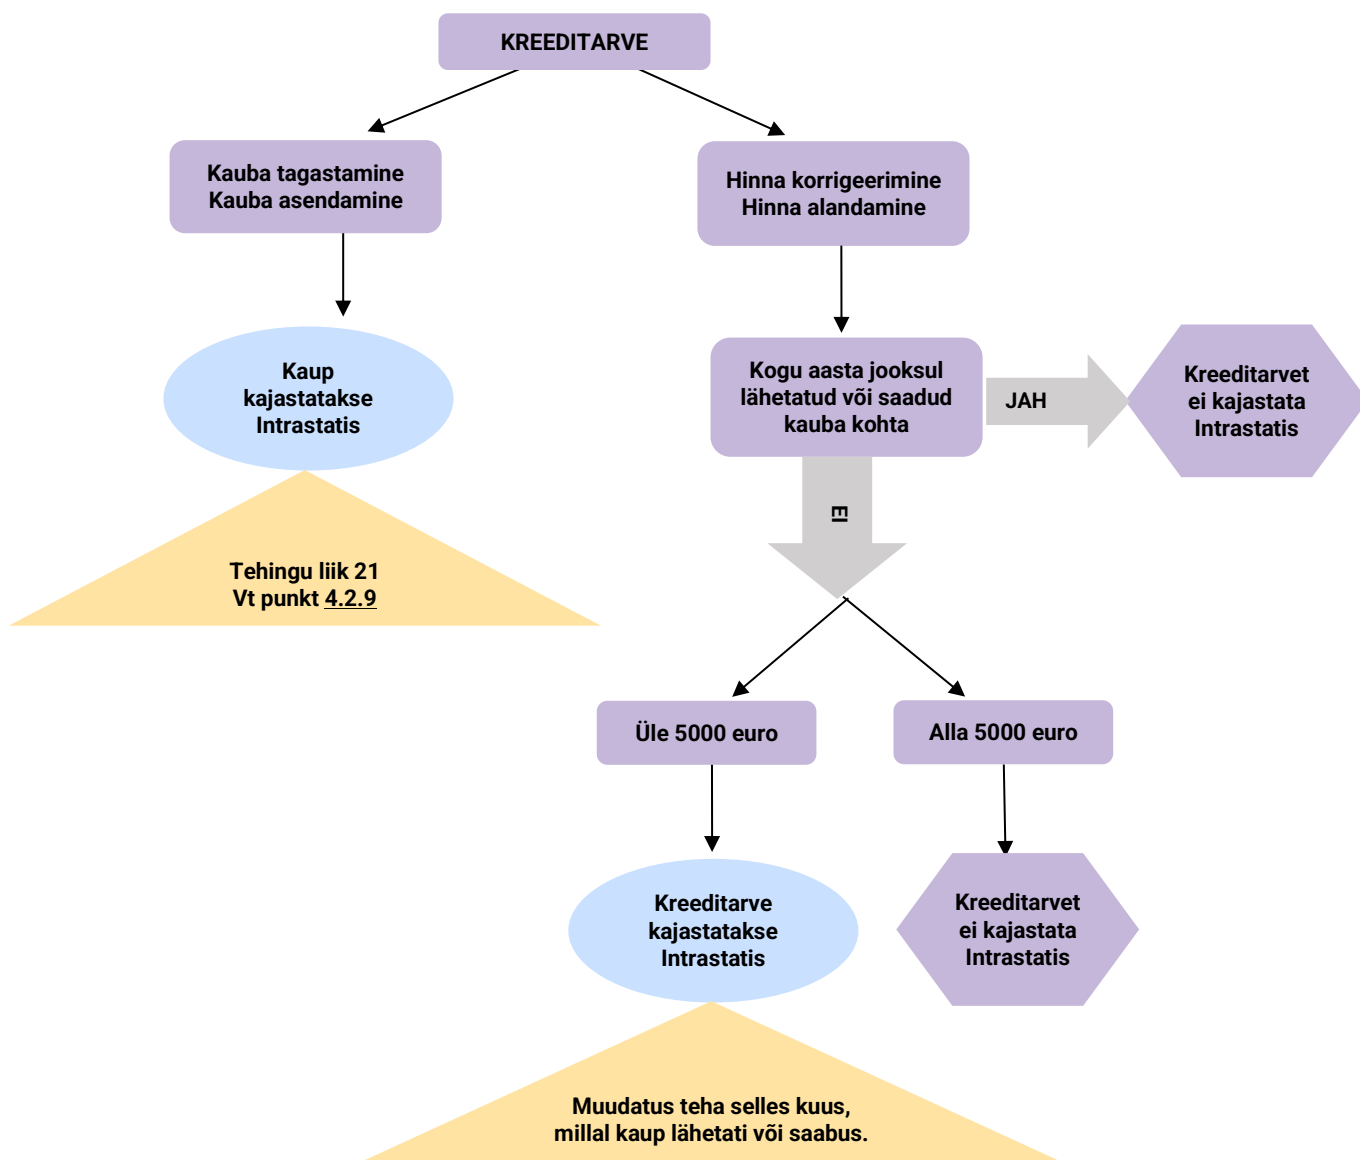 KREEDITARVE
Kauba tagastamine
Kauba asendamine
Hinna korrigeerimine
Hinna alandamine
Kaup
kajastatakse
Intrastatis
Kogu aasta jooksul
lähetatud või saadud
kauba kohta
JAH
Kreeditarvet
ei kajastata
Intrastatis
EI
Tehingu liik 21
Vt punkt 4.2.9
Üle 5000 euro
Alla 5000 euro
Kreeditarve
kajastatakse
Intrastatis
Kreeditarvet
ei kajastata
Intrastatis
Muudatus teha selles kuus,
millal kaup lähetati või saabus.